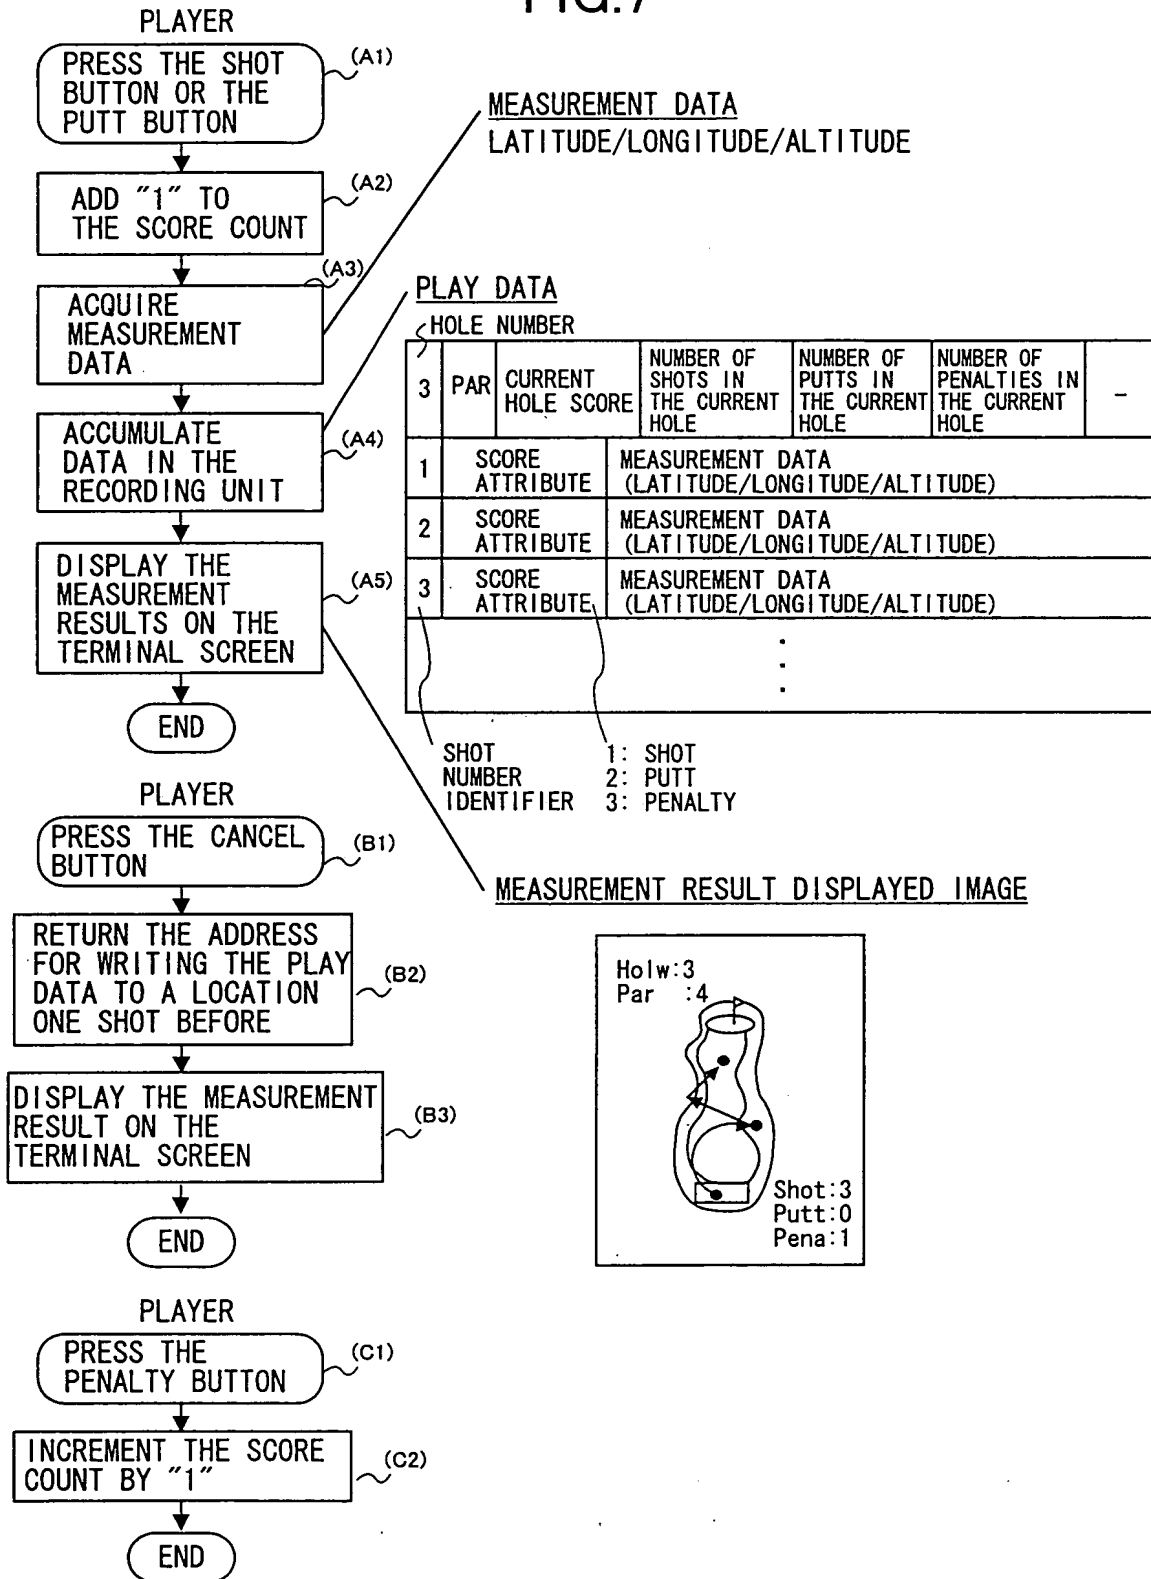 FIG.7
PLAYER
PRESS THE SHOT
BUTTON OR THE
PUTT BUTTON
(A1)
ADD "1" TO
THE SCORE COUNT
(A2)
ACQUIRE
MEASUREMENT
DATA
(A3)
ACCUMULATE
DATA IN THE
RECORDING UNIT
(A4)
DISPLAY THE
MEASUREMENT
RESULTS ON THE
TERMINAL SCREEN
(A5)
END
MEASUREMENT DATA
LATITUDE/LONGITUDE/ALTITUDE
PLAY DATA
HOLE NUMBER
3
PAR
CURRENT
HOLE SCORE
NUMBER OF
SHOTS IN
THE CURRENT
HOLE
NUMBER OF
PUTTS IN
THE CURRENT
HOLE
NUMBER OF
PENALTIES IN
THE CURRENT
HOLE
–
1
SCORE
ATTRIBUTE
MEASUREMENT DATA
(LATITUDE/LONGITUDE/ALTITUDE)
2
SCORE
ATTRIBUTE
MEASUREMENT DATA
(LATITUDE/LONGITUDE/ALTITUDE)
3
SCORE
ATTRIBUTE
MEASUREMENT DATA
(LATITUDE/LONGITUDE/ALTITUDE)
SHOT
NUMBER
IDENTIFIER
1: SHOT
2: PUTT
3: PENALTY
PLAYER
PRESS THE CANCEL
BUTTON
(B1)
RETURN THE ADDRESS
FOR WRITING THE PLAY
DATA TO A LOCATION
ONE SHOT BEFORE
(B2)
DISPLAY THE MEASUREMENT
RESULT ON THE
TERMINAL SCREEN
(B3)
END
MEASUREMENT RESULT DISPLAYED IMAGE
Holw:3
Par :4
Shot:3
Putt:0
Pena:1
PLAYER
PRESS THE
PENALTY BUTTON
(C1)
INCREMENT THE SCORE
COUNT BY "1"
(C2)
END